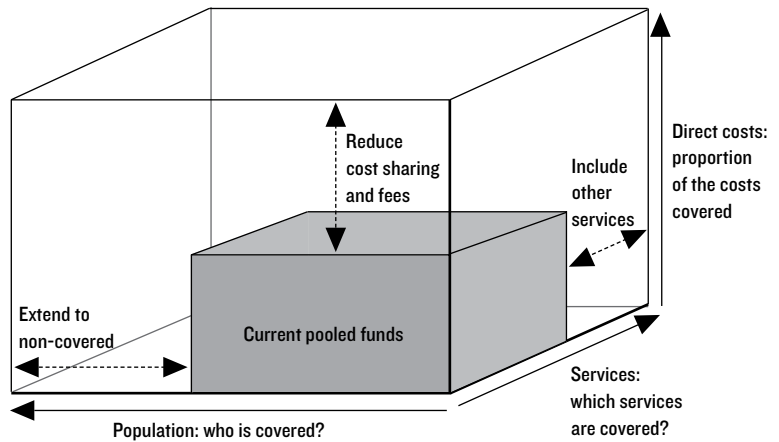 Reduce
cost sharing
and fees
Include
other
services
Direct costs:
proportion
of the costs
covered
Extend to
non-covered
Current pooled funds
Services:
which services
are covered?
Population: who is covered?